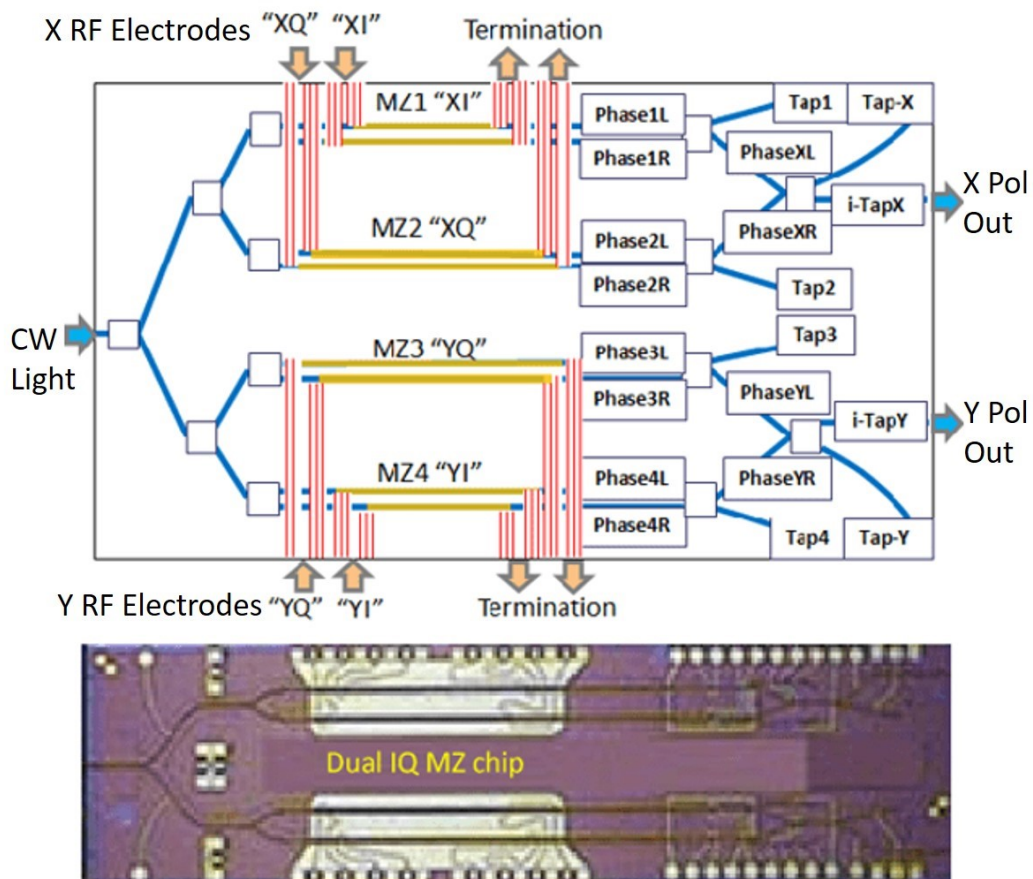 X RF Electrodes
“XQ”
“XI”
Termination
MZ1 “XI”
Phase1L
Phase1R
Tap1
Tap-X
PhaseXL
i-TapX
PhaseXR
X Pol
Out
MZ2 “XQ”
Phase2L
Phase2R
Tap2
CW
Light
MZ3 “YQ”
Phase3L
Phase3R
Tap3
PhaseYL
i-TapY
PhaseYR
Y Pol
Out
MZ4 “YI”
Phase4L
Phase4R
Tap4
Tap-Y
Y RF Electrodes
“YQ”
“YI”
Termination
Dual IQ MZ chip